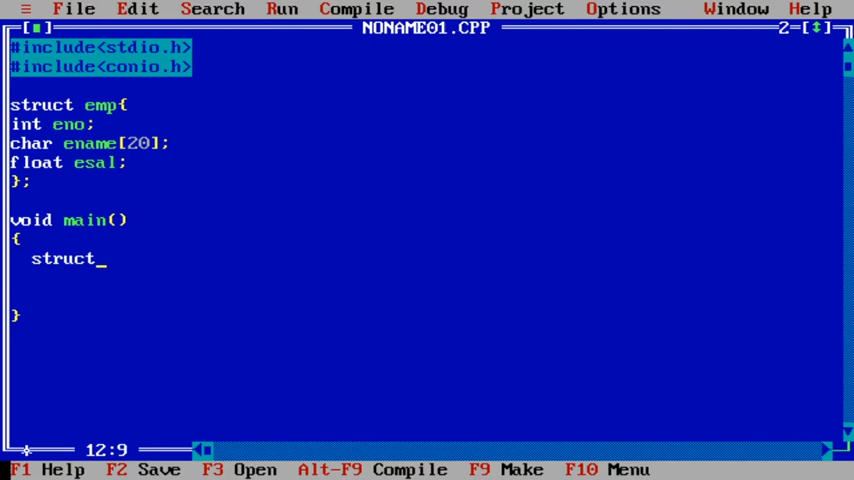 ≡ File Edit Search Run Compile Debug Project Options Window Help
[■] NONAME01.CPP 2=[↕]
#include<stdio.h>
#include<conio.h>
struct emp{
int eno;
char ename[20];
float esal;
};
void main()
{
struct_
}
* 12:9
F1 Help F2 Save F3 Open Alt-F9 Compile F9 Make F10 Menu